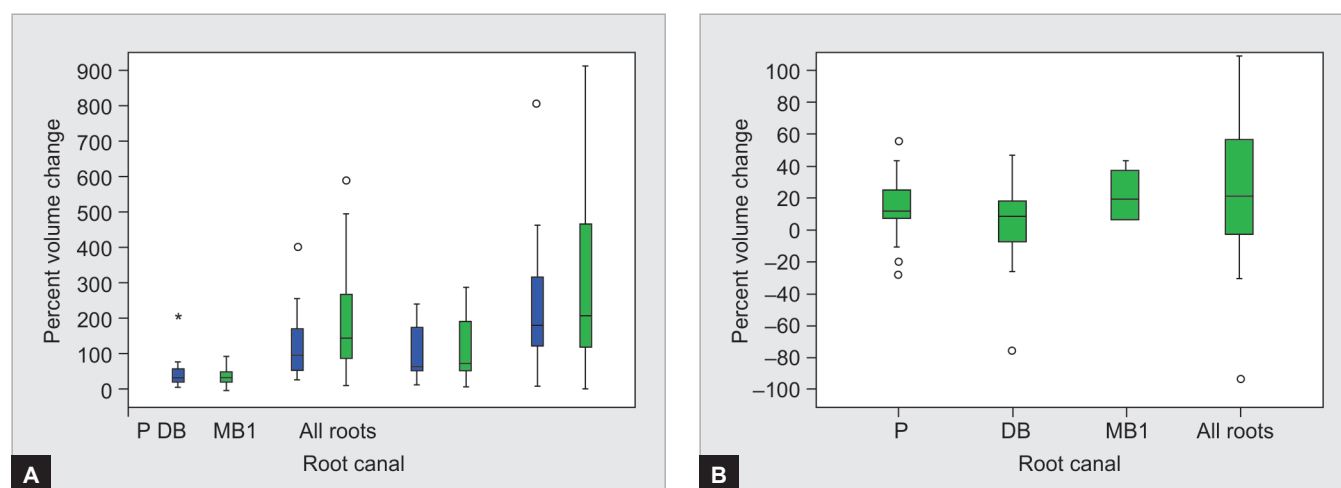 Percent volume change
900
800
700
600
500
400
300
200
100
0
*
P DB MB1 All roots
Root canal
A
Percent volume change
100
80
60
40
20
0
–20
–40
–60
–80
–100
P DB MB1 All roots
Root canal
B